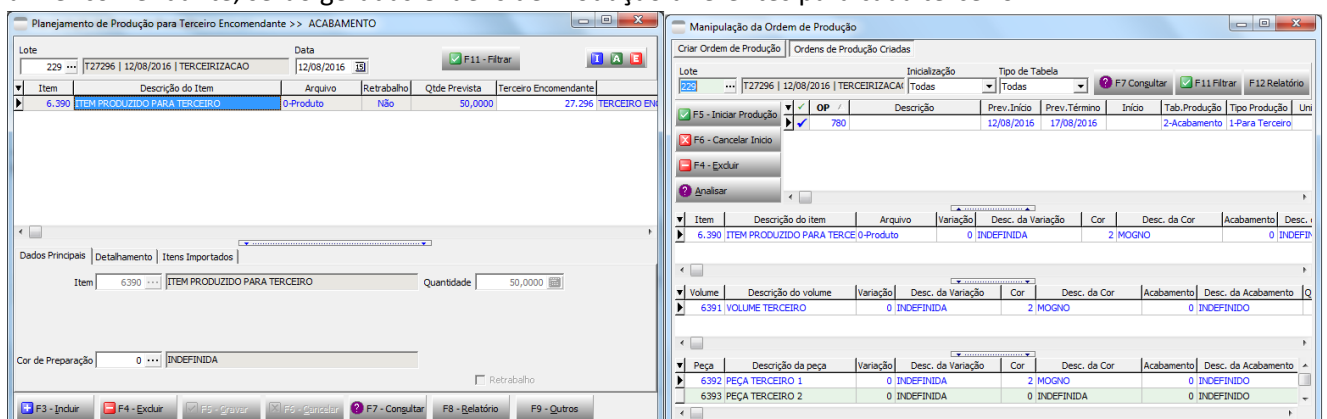 Planejamento de Produção para Terceiro Encomendante >> ACABAMENTO
Lote Data
229 ... T27296 | 12/08/2016 | TERCEIRIZACAO 12/08/2016 15 F11 - Filtrar I A E
Item Descrição do Item Arquivo Retrabalho Qtde Prevista Terceiro Encomendante
6.390 ITEM PRODUZIDO PARA TERCEIRO 0-Produto Não 50,0000 27.296 TERCEIRO EN
Dados Principais Detalhamento Itens Importados
Item 6390 ... ITEM PRODUZIDO PARA TERCEIRO Quantidade 50,0000
Cor de Preparação 0 ... INDEFINIDA
Retrabalho
F3 - Incluir F4 - Excluir F5 - Gravar F6 - Cancelar F7 - Consultar F8 - Relatório F9 - Outros
Manipulação da Ordem de Produção
Criar Ordem de Produção Ordens de Produção Criadas
Lote Inicialização Tipo de Tabela
229 ... T27296 | 12/08/2016 | TERCEIRIZACA Todas Todas F7 Consultar F11 Filtrar F12 Relatório
F5 - Iniciar Produção
F6 - Cancelar Inicio
F4 - Excluir
Analisar
OP Descrição Prev.Início Prev.Término Início Tab.Produção Tipo Produção Uni
780 12/08/2016 17/08/2016 2-Acabamento 1-Para Terceiro
Item Descrição do item Arquivo Variação Desc. da Variação Cor Desc. da Cor Acabamento Desc.
6.390 ITEM PRODUZIDO PARA TERCE 0-Produto 0 INDEFINIDA 2 MOGNO 0 INDEFIN
Volume Descrição do volume Variação Desc. da Variação Cor Desc. da Cor Acabamento Desc. da Acabamento Q
6391 VOLUME TERCEIRO 0 INDEFINIDA 2 MOGNO 0 INDEFINIDO
Peça Descrição da peça Variação Desc. da Variação Cor Desc. da Cor Acabamento Desc. da Acabamento
6392 PEÇA TERCEIRO 1 0 INDEFINIDA 2 MOGNO 0 INDEFINIDO
6393 PEÇA TERCEIRO 2 0 INDEFINIDA 0 INDEFINIDA 0 INDEFINIDO